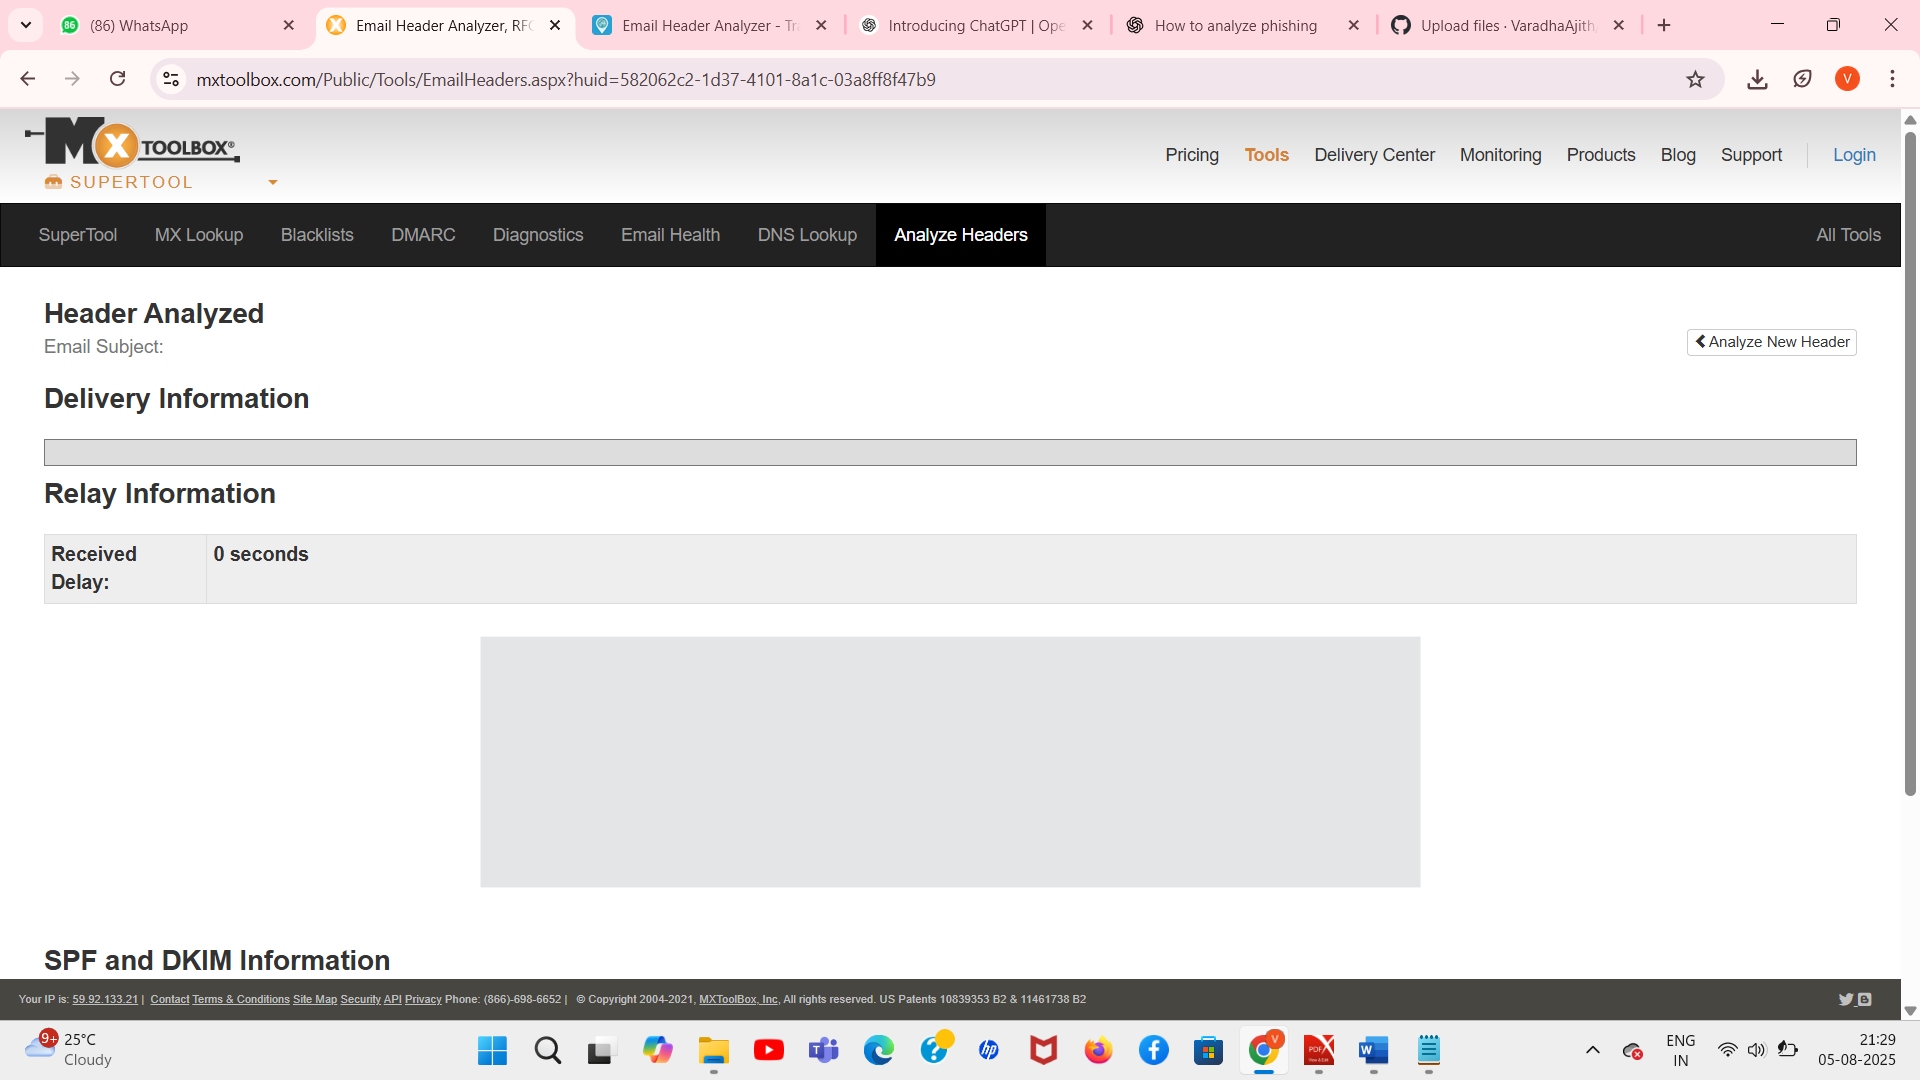 (86) WhatsApp
Email Header Analyzer, RFC
Email Header Analyzer - Tra
Introducing ChatGPT | Ope
How to analyze phishing
Upload files · VaradhaAjith/
mxtoolbox.com/Public/Tools/EmailHeaders.aspx?huid=582062c2-1d37-4101-8a1c-03a8ff8f47b9
V
MX TOOLBOX®
SUPERTOOL
Pricing Tools Delivery Center Monitoring Products Blog Support Login
SuperTool MX Lookup Blacklists DMARC Diagnostics Email Health DNS Lookup Analyze Headers All Tools
Header Analyzed
Email Subject:
Analyze New Header
Delivery Information
Relay Information
Received Delay: 0 seconds
SPF and DKIM Information
Your IP is: 59.92.133.21 | Contact Terms & Conditions Site Map Security API Privacy Phone: (866)-698-6652 | © Copyright 2004-2021, MXToolBox, Inc, All rights reserved. US Patents 10839353 B2 & 11461738 B2
9+
25°C
Cloudy
ENG
IN
21:29
05-08-2025